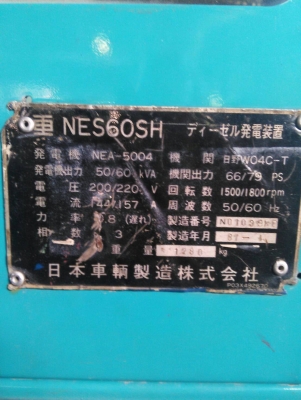 車 NES60SH ディーゼル発電装置
発電機 NEA-5004 機関 日野W04C-T
発電機出力 50/60 kVA 機関出力 66/79 PS
電圧 200/220 V 回転数 1500/1800rpm
電流 144/157 A 周波数 50/60 Hz
力率 0.8 (遅れ) 製造番号
相数 3 製造年月
重量 kg
日本車輌製造株式会社